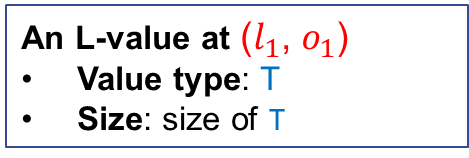 An L-value at (l₁, o₁)
• Value type: T
• Size: size of T